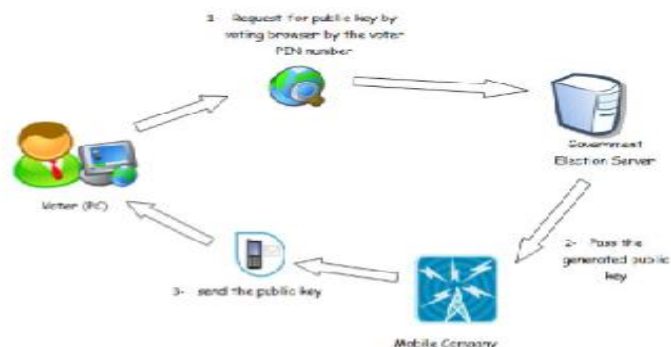 1- Request for public key by
voting browser by the voter
PIN number
Government
Election Server
Voter (PC)
2- Pass the
generated public
key
3- send the public key
Mobile Company